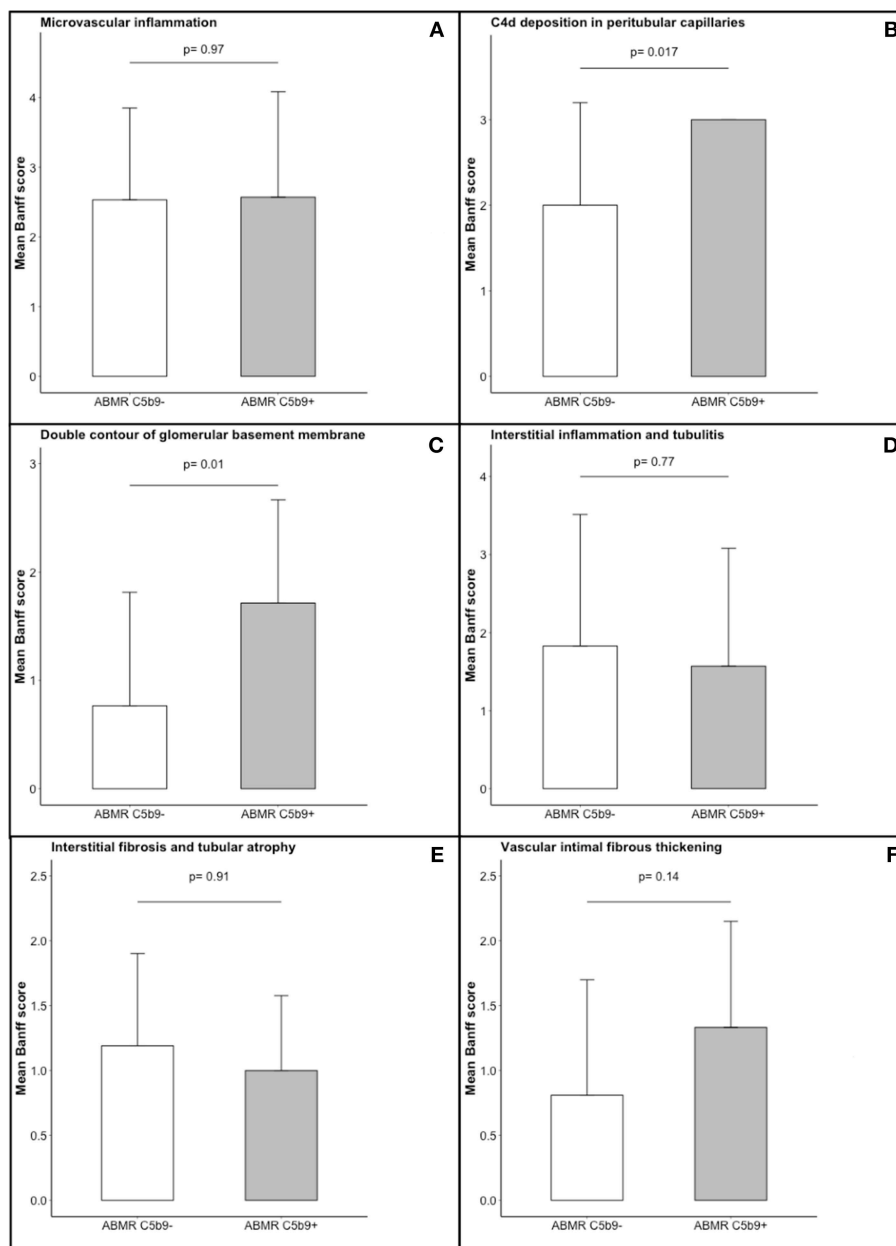 Microvascular inflammation
A
p= 0.97
Mean Banff score
4
3
2
1
0
ABMR C5b9-
ABMR C5b9+
C4d deposition in peritubular capillaries
B
p= 0.017
Mean Banff score
3
2
1
0
ABMR C5b9-
ABMR C5b9+
Double contour of glomerular basement membrane
C
p= 0.01
Mean Banff score
3
2
1
0
ABMR C5b9-
ABMR C5b9+
Interstitial inflammation and tubulitis
D
p= 0.77
Mean Banff score
4
3
2
1
0
ABMR C5b9-
ABMR C5b9+
Interstitial fibrosis and tubular atrophy
E
p= 0.91
Mean Banff score
2.5
2.0
1.5
1.0
0.5
0.0
ABMR C5b9-
ABMR C5b9+
Vascular intimal fibrous thickening
F
p= 0.14
Mean Banff score
2.5
2.0
1.5
1.0
0.5
0.0
ABMR C5b9-
ABMR C5b9+